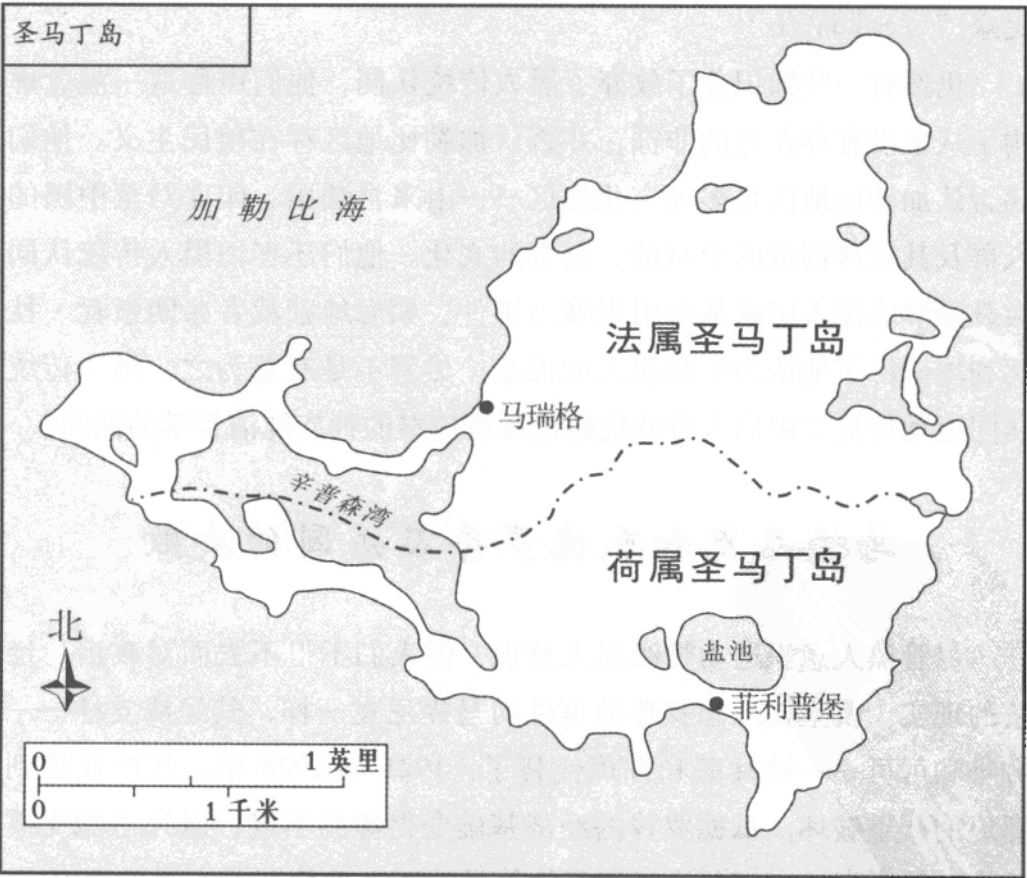 圣马丁岛
加勒比海
法属圣马丁岛
马瑞格
辛普森湾
荷属圣马丁岛
北
盐池
菲利普堡
0 1 英里
0 1 千米